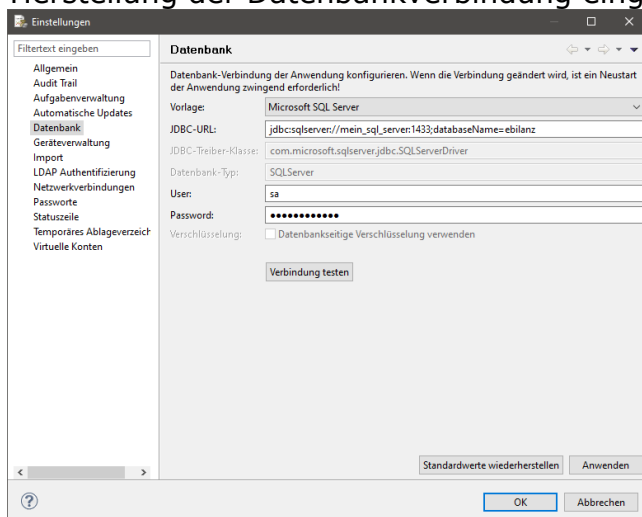 Herstellung der Datenbankverbindung eing
Einstellungen
Filtertext eingeben
Datenbank
Allgemein
Audit Trail
Aufgabenverwaltung
Automatische Updates
Datenbank
Geräteverwaltung
Import
LDAP Authentifizierung
Netzwerkverbindungen
Passworte
Statuszeile
Temporäres Ablageverzeich
Virtuelle Konten
Datenbank-Verbindung der Anwendung konfigurieren. Wenn die Verbindung geändert wird, ist ein Neustart
der Anwendung zwingend erforderlich!
Vorlage: Microsoft SQL Server
JDBC-URL: jdbc:sqlserver://mein_sql_server:1433;databaseName=ebilanz
JDBC-Treiber-Klasse: com.microsoft.sqlserver.jdbc.SQLServerDriver
Datenbank-Typ: SQLServer
User: sa
Password: ●●●●●●●●●●●●
Verschlüsselung: Datenbankseitige Verschlüsselung verwenden
Verbindung testen
Standardwerte wiederherstellen Anwenden
OK Abbrechen